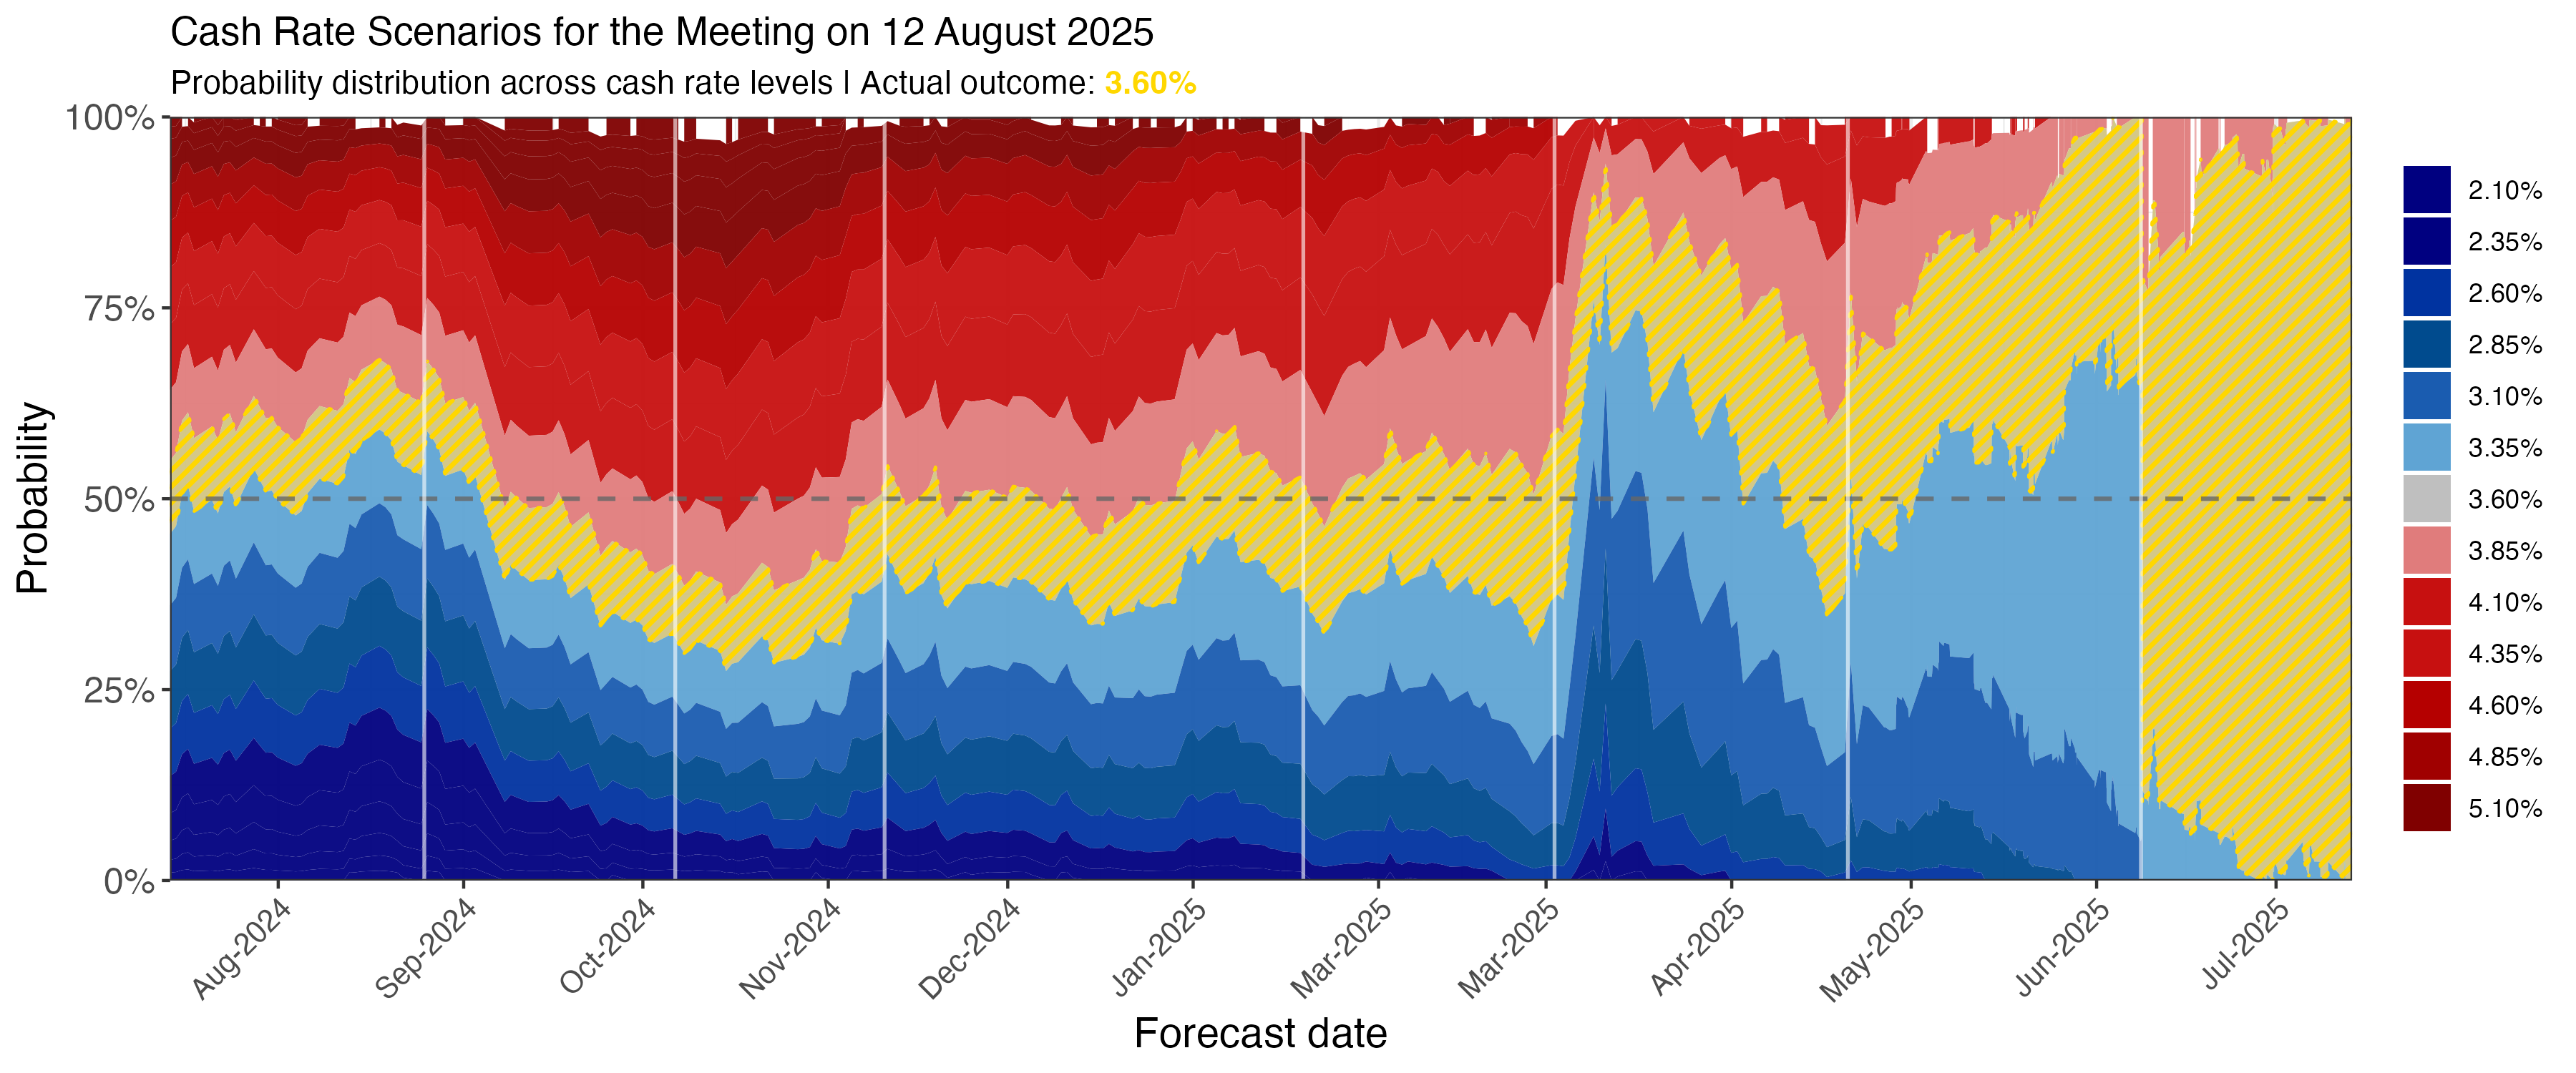 Cash Rate Scenarios for the Meeting on 12 August 2025
Probability distribution across cash rate levels | Actual outcome: 3.60%
100%
75%
50%
25%
0%
Probability
Aug-2024
Sep-2024
Oct-2024
Nov-2024
Dec-2024
Jan-2025
Mar-2025
Mar-2025
Apr-2025
May-2025
Jun-2025
Jul-2025
Forecast date
2.10%
2.35%
2.60%
2.85%
3.10%
3.35%
3.60%
3.85%
4.10%
4.35%
4.60%
4.85%
5.10%